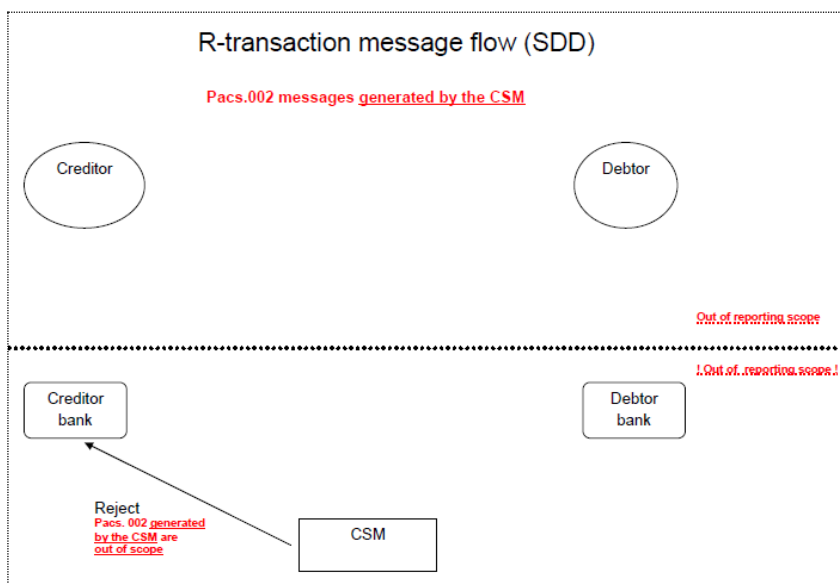 R-transaction message flow (SDD)
Pacs.002 messages generated by the CSM
Creditor
Debtor
Out of reporting scope
! Out of reporting scope !
Creditor
bank
Debtor
bank
Reject
Pacs. 002 generated
by the CSM are
out of scope
CSM